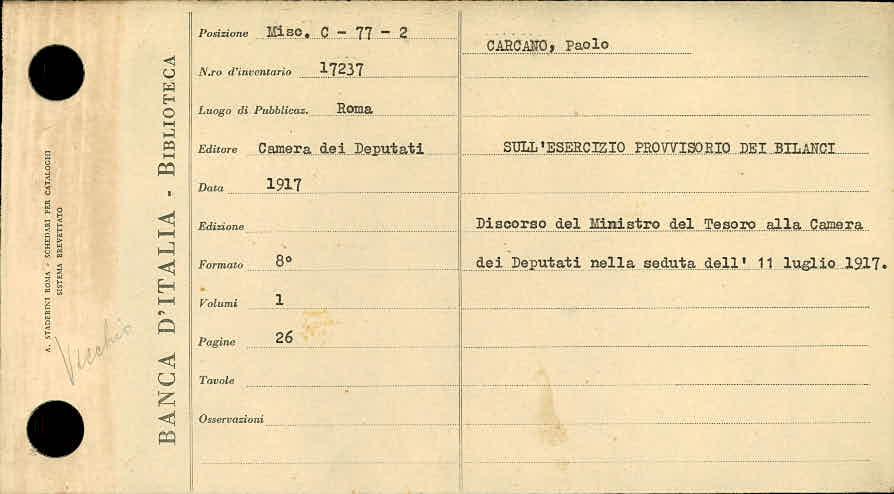 A. STADERINI ROMA - SCHEDARI PER CATALOGHI
SISTEMA BREVETTATO
Vecchio
BANCA D'ITALIA - BIBLIOTECA
Posizione Misc. C - 77 - 2
N.ro d'inventario 17237
Luogo di Pubblicaz. Roma
Editore Camera dei Deputati
Data 1917
Edizione
Formato 8°
Volumi 1
Pagine 26
Tavole
Osservazioni
CARCANO, Paolo
SULL'ESERCIZIO PROVVISORIO DEI BILANCI
Discorso del Ministro del Tesoro alla Camera
dei Deputati nella seduta dell' 11 luglio 1917.